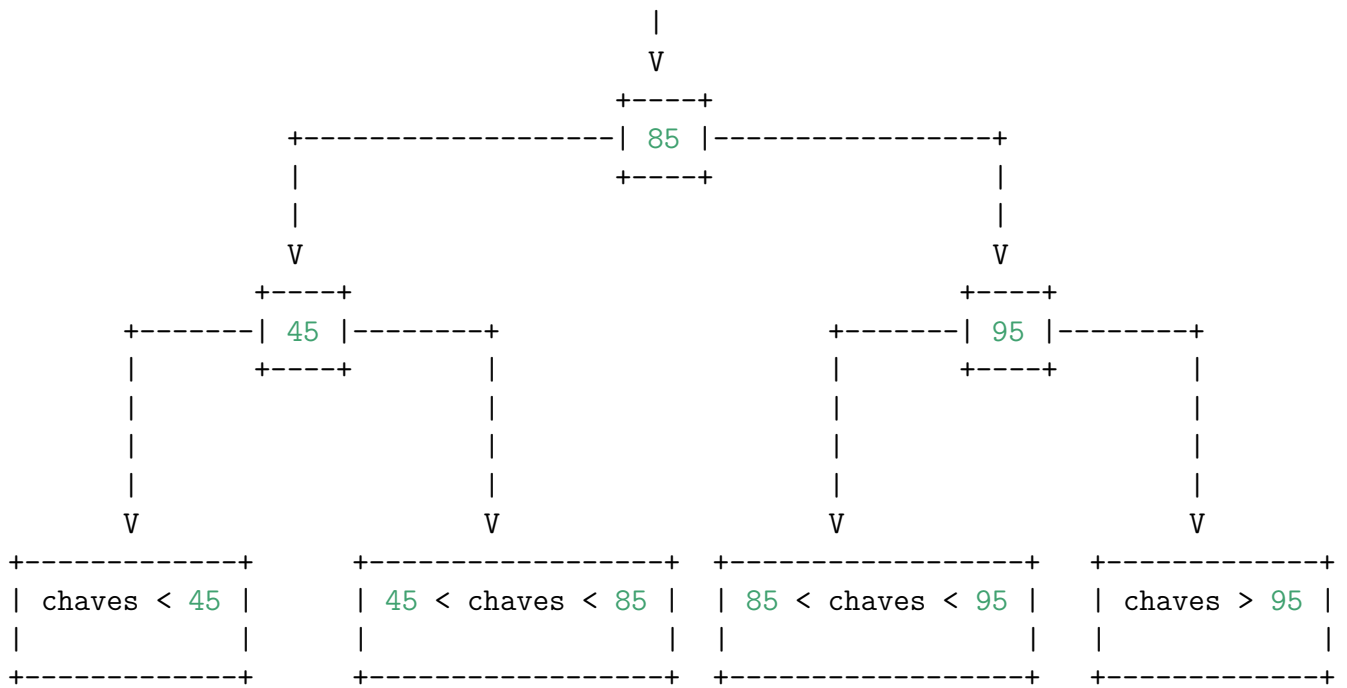 |
V
+----+
+-------------------| 85 |-----------------+
| +----+ |
| |
V V
+-----+ +----+
+-------| 45 |--------+ +-------| 95 |--------+
| +-----+ | | +----+ |
| | | |
| | | |
| | | |
V V V V
+-------------+ +------------------+ +------------------+ +-------------+
| chaves < 45 | | 45 < chaves < 85 | | 85 < chaves < 95 | | chaves > 95 |
| | | | | | | |
+-------------+ +------------------+ +------------------+ +-------------+